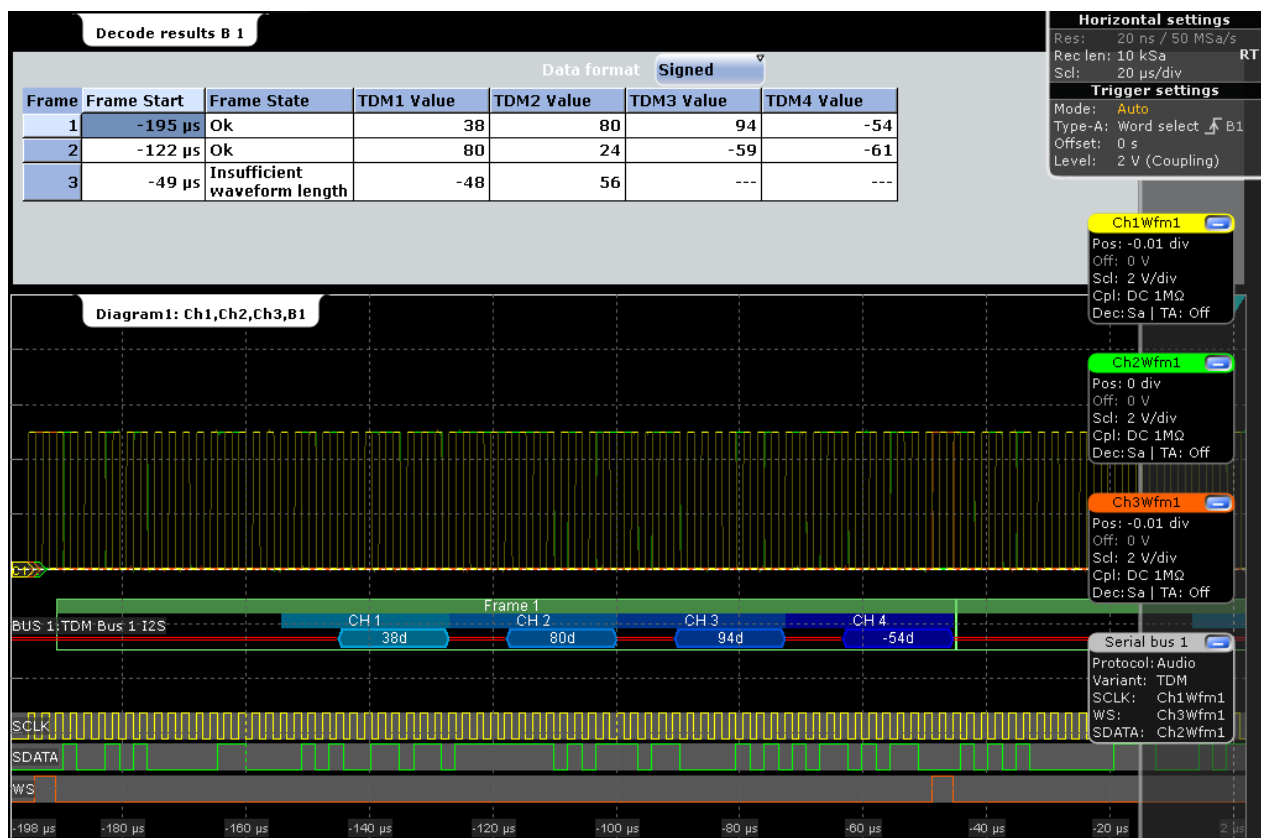 Decode results B 1
Data format Signed
Frame Frame Start Frame State TDM1 Value TDM2 Value TDM3 Value TDM4 Value
1 -195 µs Ok 38 80 94 -54
2 -122 µs Ok 80 24 -59 -61
3 -49 µs Insufficient waveform length -48 56 --- ---
Horizontal settings
Res: 20 ns / 50 MSa/s
Rec len: 10 kSa RT
Scl: 20 µs/div
Trigger settings
Mode: Auto
Type-A: Word select B1
Offset: 0 s
Level: 2 V (Coupling)
Ch1Wfm1
Pos: -0.01 div
Off: 0 V
Scl: 2 V/div
Cpl: DC 1MΩ
Dec: Sa | TA: Off
Diagram1: Ch1,Ch2,Ch3,B1
Ch2Wfm1
Pos: 0 div
Off: 0 V
Scl: 2 V/div
Cpl: DC 1MΩ
Dec: Sa | TA: Off
Ch3Wfm1
Pos: -0.01 div
Off: 0 V
Scl: 2 V/div
Cpl: DC 1MΩ
Dec: Sa | TA: Off
Frame 1
BUS 1:TDM Bus 1 I2S
CH 1 CH 2 CH 3 CH 4
38d 80d 94d -54d
Serial bus 1
Protocol: Audio
Variant: TDM
SCLK: Ch1Wfm1
WS: Ch3Wfm1
SDATA: Ch2Wfm1
SCLK
SDATA
WS
-198 µs -180 µs -160 µs -140 µs -120 µs -100 µs -80 µs -60 µs -40 µs -20 µs 2 µs